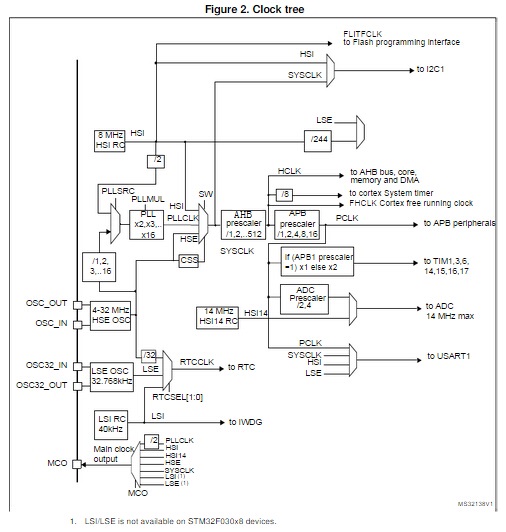 Figure 2. Clock tree
FLITFCLK
to Flash programming interface
HSI
SYSCLK
to I2C1
LSE
8 MHz
HSI RC
HSI
/244
/2
HCLK
to AHB bus, core,
memory and DMA
PLLSRC
PLLMUL
SW
/8
to cortex System timer
FHCLK Cortex free running clock
HSI
PLL
x2,x3,..
x16
PLLCLK
HSE
AHB
prescaler
/1,2,..512
APB
prescaler
/1,2,4,8,16
PCLK
to APB peripherals
SYSCLK
CSS
/1,2,
3,..16
If (APB1 prescaler
=1) x1 else x2
to TIM1,3,6,
14,15,16,17
ADC
Prescaler
/2,4
OSC_OUT
OSC_IN
4-32 MHz
HSE OSC
14 MHz
HSI14 RC
HSI14
to ADC
14 MHz max
PCLK
SYSCLK
HSI
LSE
to USART1
/32
OSC32_IN
OSC32_OUT
LSE OSC
32.768kHz
LSE
RTCCLK
to RTC
RTCSEL[1:0]
LSI RC
40kHz
LSI
to IWDG
Main clock
output
MCO
/2
PLLCLK
HSI
HSI14
HSE
SYSCLK
LSI (1)
LSE (1)
MCO
MS32138V1
1. LSI/LSE is not available on STM32F030x8 devices.